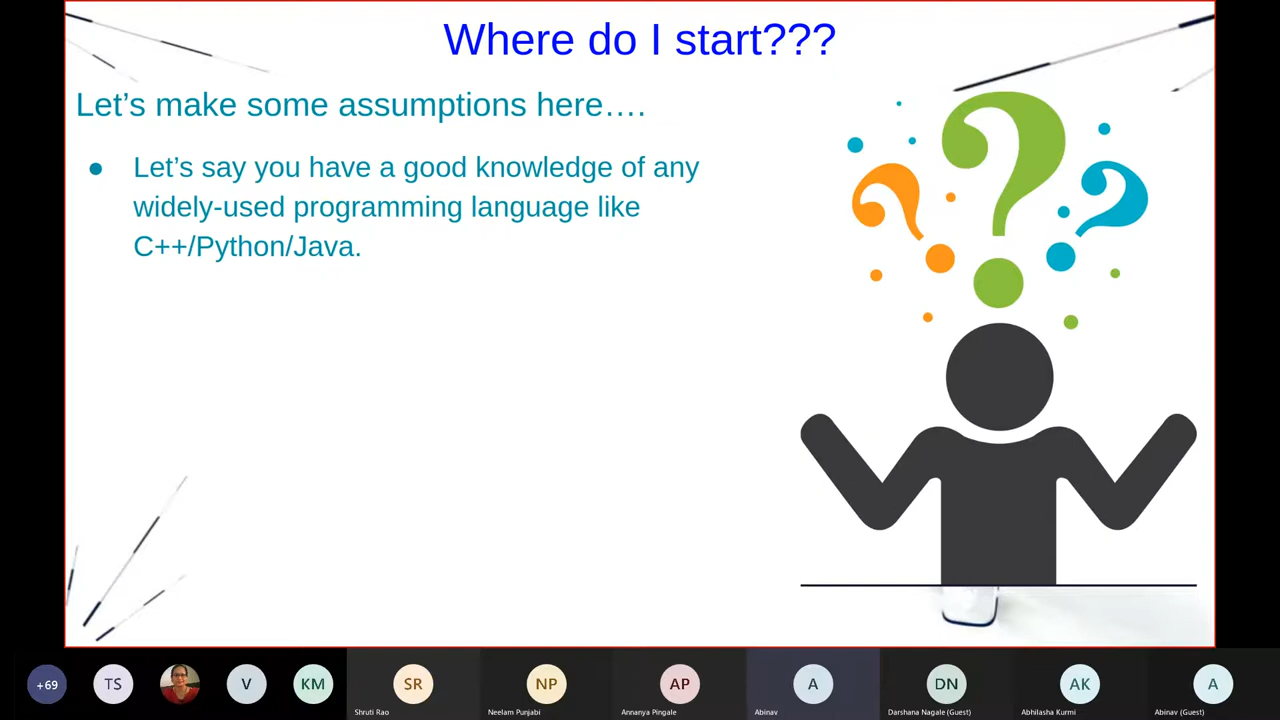 Where do I start???
Let’s make some assumptions here….
● Let’s say you have a good knowledge of any
widely-used programming language like
C++/Python/Java.
+69
TS
V
KM
SR
NP
AP
A
DN
AK
A
Shruti Rao
Neelam Punjabi
Annanya Pingale
Abinav
Darshana Nagale (Guest)
Abhilasha Kurmi
Abinav (Guest)